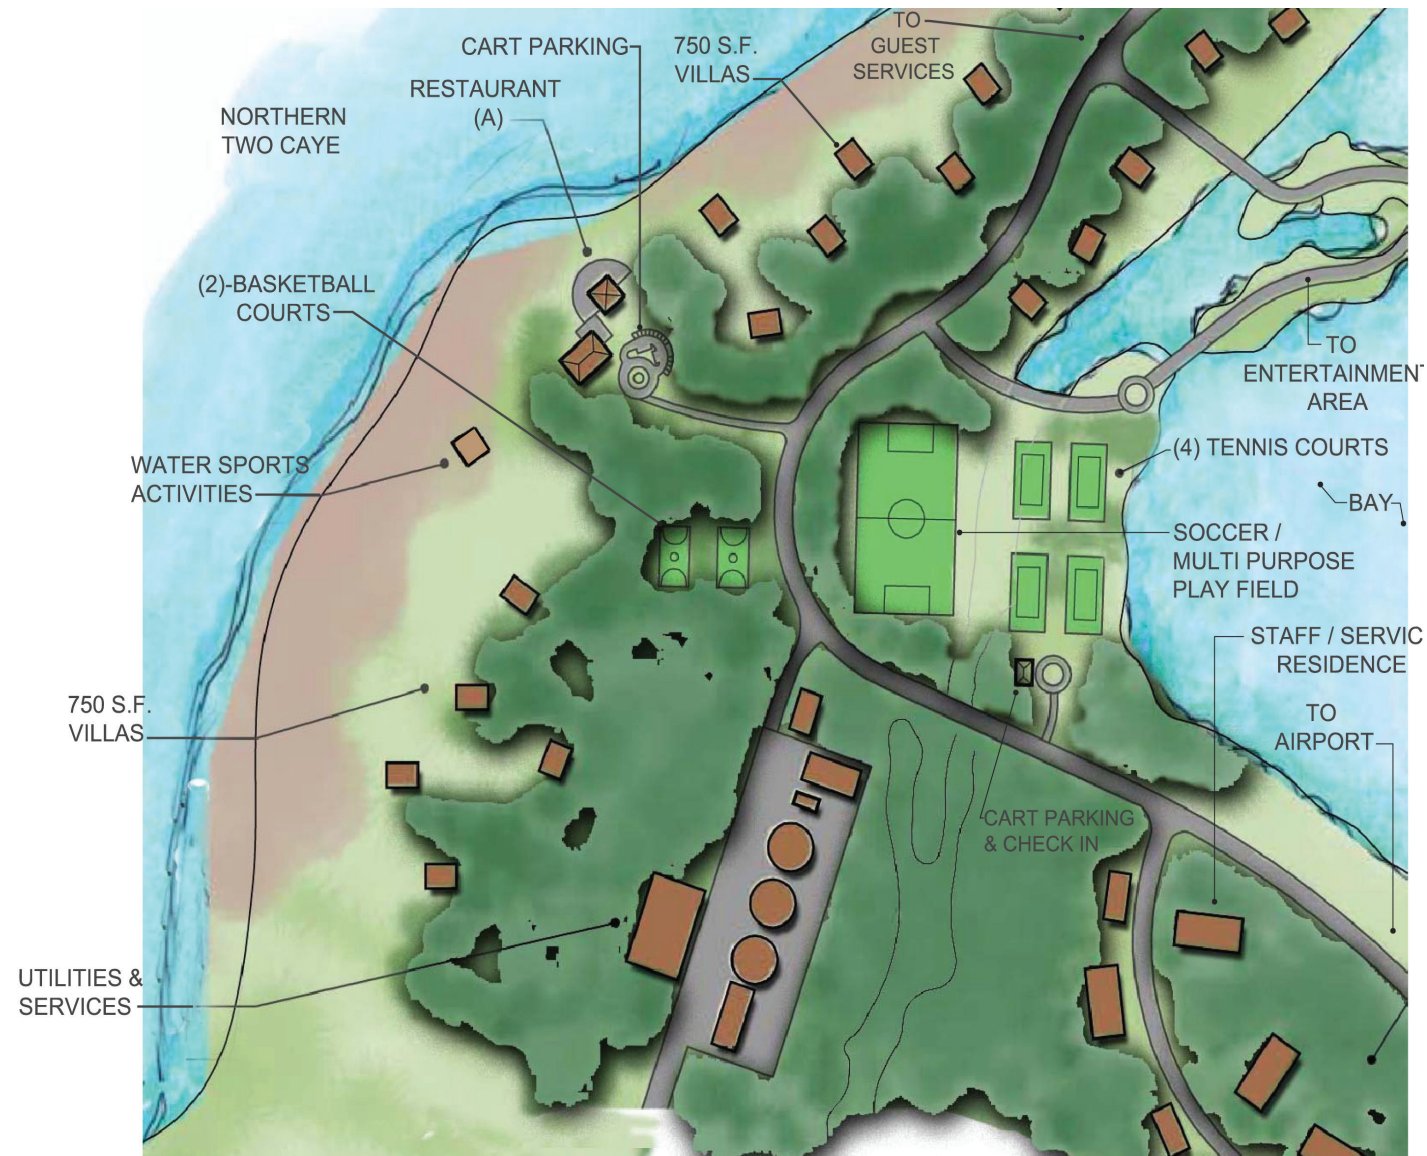 TO
GUEST
SERVICES
CART PARKING
750 S.F.
VILLAS
RESTAURANT
(A)
NORTHERN
TWO CAYE
(2)-BASKETBALL
COURTS
TO
ENTERTAINMENT
AREA
WATER SPORTS
ACTIVITIES
(4) TENNIS COURTS
BAY
SOCCER /
MULTI PURPOSE
PLAY FIELD
STAFF / SERVIC
RESIDENCE
750 S.F.
VILLAS
TO
AIRPORT
CART PARKING
& CHECK IN
UTILITIES &
SERVICES